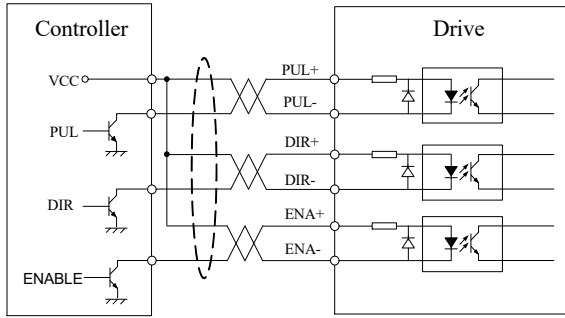 Controller
Drive
VCC
PUL+
PUL-
PUL
DIR+
DIR-
DIR
ENA+
ENA-
ENABLE